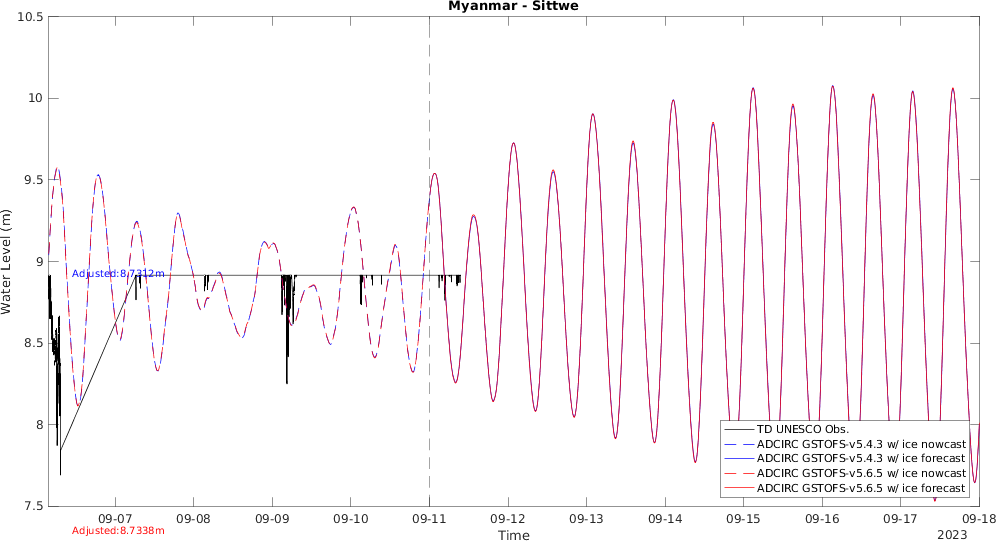 Myanmar - Sittwe
10.5
10
9.5
9
8.5
8
7.5
Water Level (m)
Adjusted:8.7312m
Adjusted:8.7338m
TD UNESCO Obs.
ADCIRC GSTOFS-v5.4.3 w/ ice nowcast
ADCIRC GSTOFS-v5.4.3 w/ ice forecast
ADCIRC GSTOFS-v5.6.5 w/ ice nowcast
ADCIRC GSTOFS-v5.6.5 w/ ice forecast
09-07 09-08 09-09 09-10 09-11 09-12 09-13 09-14 09-15 09-16 09-17 09-18
Time
2023